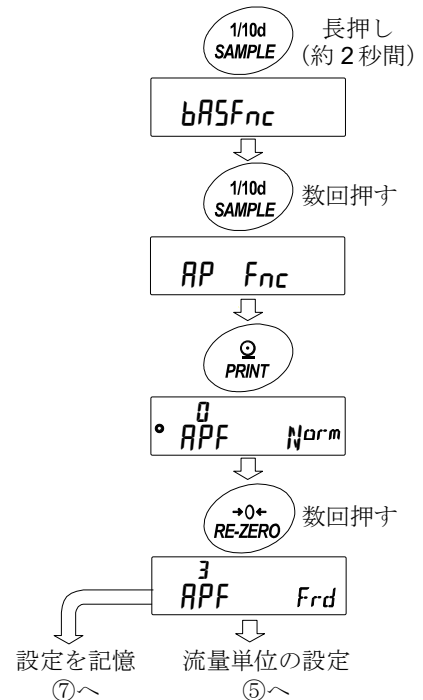 1/10d 長押し
SAMPLE (約2秒間)
bASFnc
1/10d
SAMPLE 数回押す
AP Fnc
PRINT
0
APF Norm
→0←
RE-ZERO 数回押す
3
APF Frd
設定を記憶 流量単位の設定
⑦へ ⑤へ